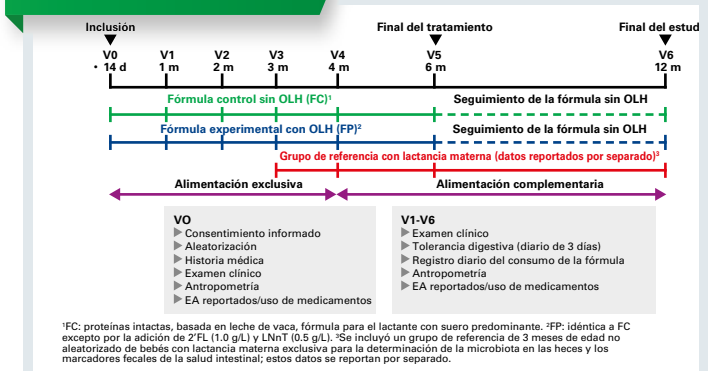 Inclusión
Final del tratamiento
Final del estud
V0 V1 V2 V3 V4 V5 V6
• 14 d 1 m 2 m 3 m 4 m 6 m 12 m
Fórmula control sin OLH (FC)¹ Seguimiento de la fórmula sin OLH
Fórmula experimental con OLH (FP)² Seguimiento de la fórmula sin OLH
Grupo de referencia con lactancia materna (datos reportados por separado)³
Alimentación exclusiva Alimentación complementaria
VO
▶ Consentimiento informado
▶ Aleatorización
▶ Historia médica
▶ Examen clínico
▶ Antropometría
▶ EA reportados/uso de medicamentos
V1-V6
▶ Examen clínico
▶ Tolerancia digestiva (diario de 3 días)
▶ Registro diario del consumo de la fórmula
▶ Antropometría
▶ EA reportados/uso de medicamentos
¹FC: proteínas intactas, basada en leche de vaca, fórmula para el lactante con suero predominante. ²FP: idéntica a FC
excepto por la adición de 2’FL (1.0 g/L) y LNnT (0.5 g/L). ³Se incluyó un grupo de referencia de 3 meses de edad no
aleatorizado de bebés con lactancia materna exclusiva para la determinación de la microbiota en las heces y los
marcadores fecales de la salud intestinal; estos datos se reportan por separado.